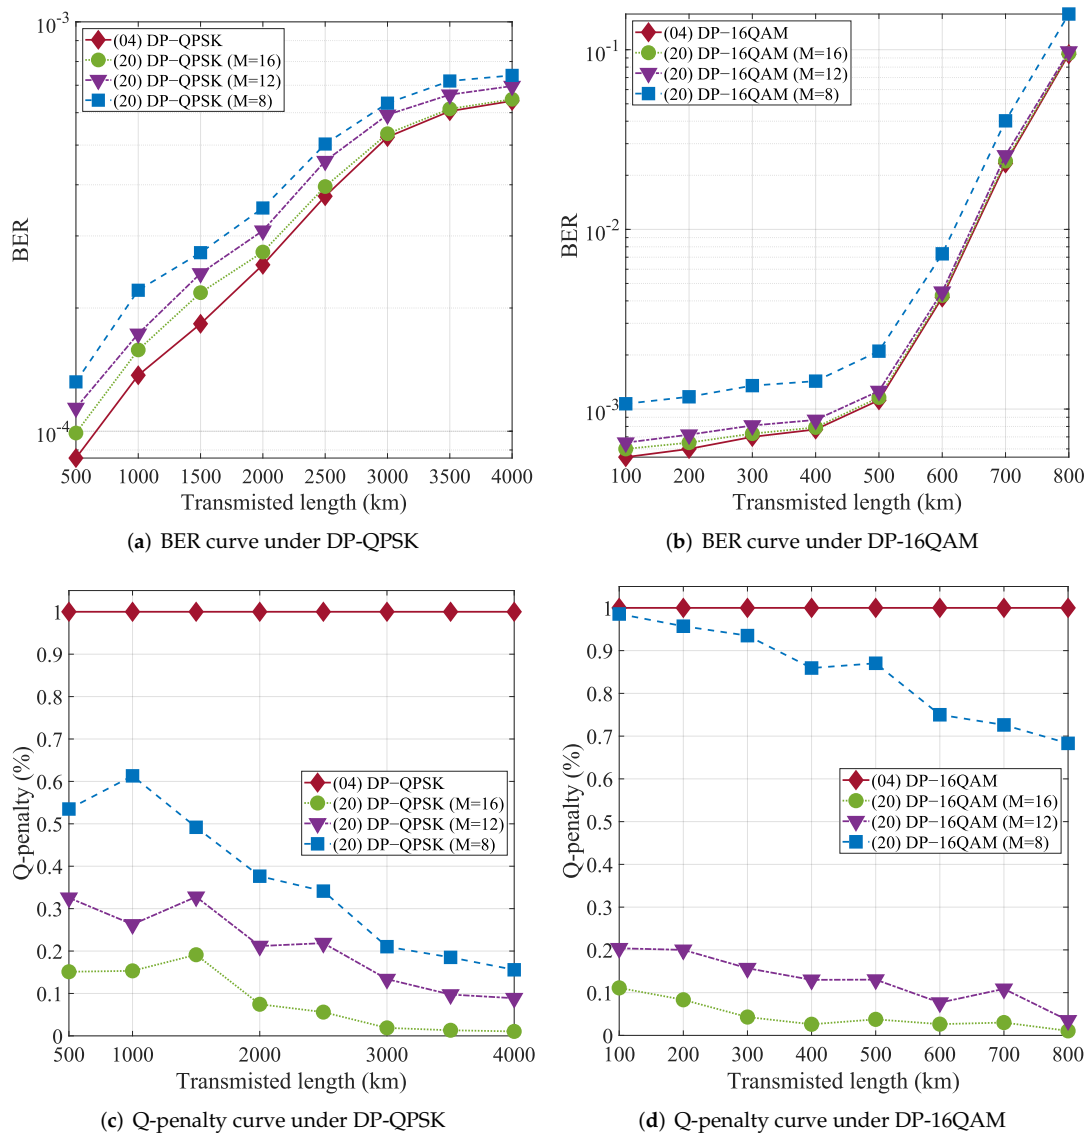 10-3
(04) DP-QPSK
(20) DP-QPSK (M=16)
(20) DP-QPSK (M=12)
(20) DP-QPSK (M=8)
BER
10-4
500 1000 1500 2000 2500 3000 3500 4000
Transmisted length (km)
(a) BER curve under DP-QPSK
(04) DP-16QAM
(20) DP-16QAM (M=16)
(20) DP-16QAM (M=12)
(20) DP-16QAM (M=8)
10-1
BER
10-2
10-3
100 200 300 400 500 600 700 800
Transmisted length (km)
(b) BER curve under DP-16QAM
1
0.9
0.8
0.7
0.6
0.5
0.4
0.3
0.2
0.1
0
Q-penalty (%)
(04) DP-QPSK
(20) DP-QPSK (M=16)
(20) DP-QPSK (M=12)
(20) DP-QPSK (M=8)
500 1000 2000 3000 4000
Transmisted length (km)
(c) Q-penalty curve under DP-QPSK
1
0.9
0.8
0.7
0.6
0.5
0.4
0.3
0.2
0.1
0
Q-penalty (%)
(04) DP-16QAM
(20) DP-16QAM (M=16)
(20) DP-16QAM (M=12)
(20) DP-16QAM (M=8)
100 200 300 400 500 600 700 800
Transmisted length (km)
(d) Q-penalty curve under DP-16QAM